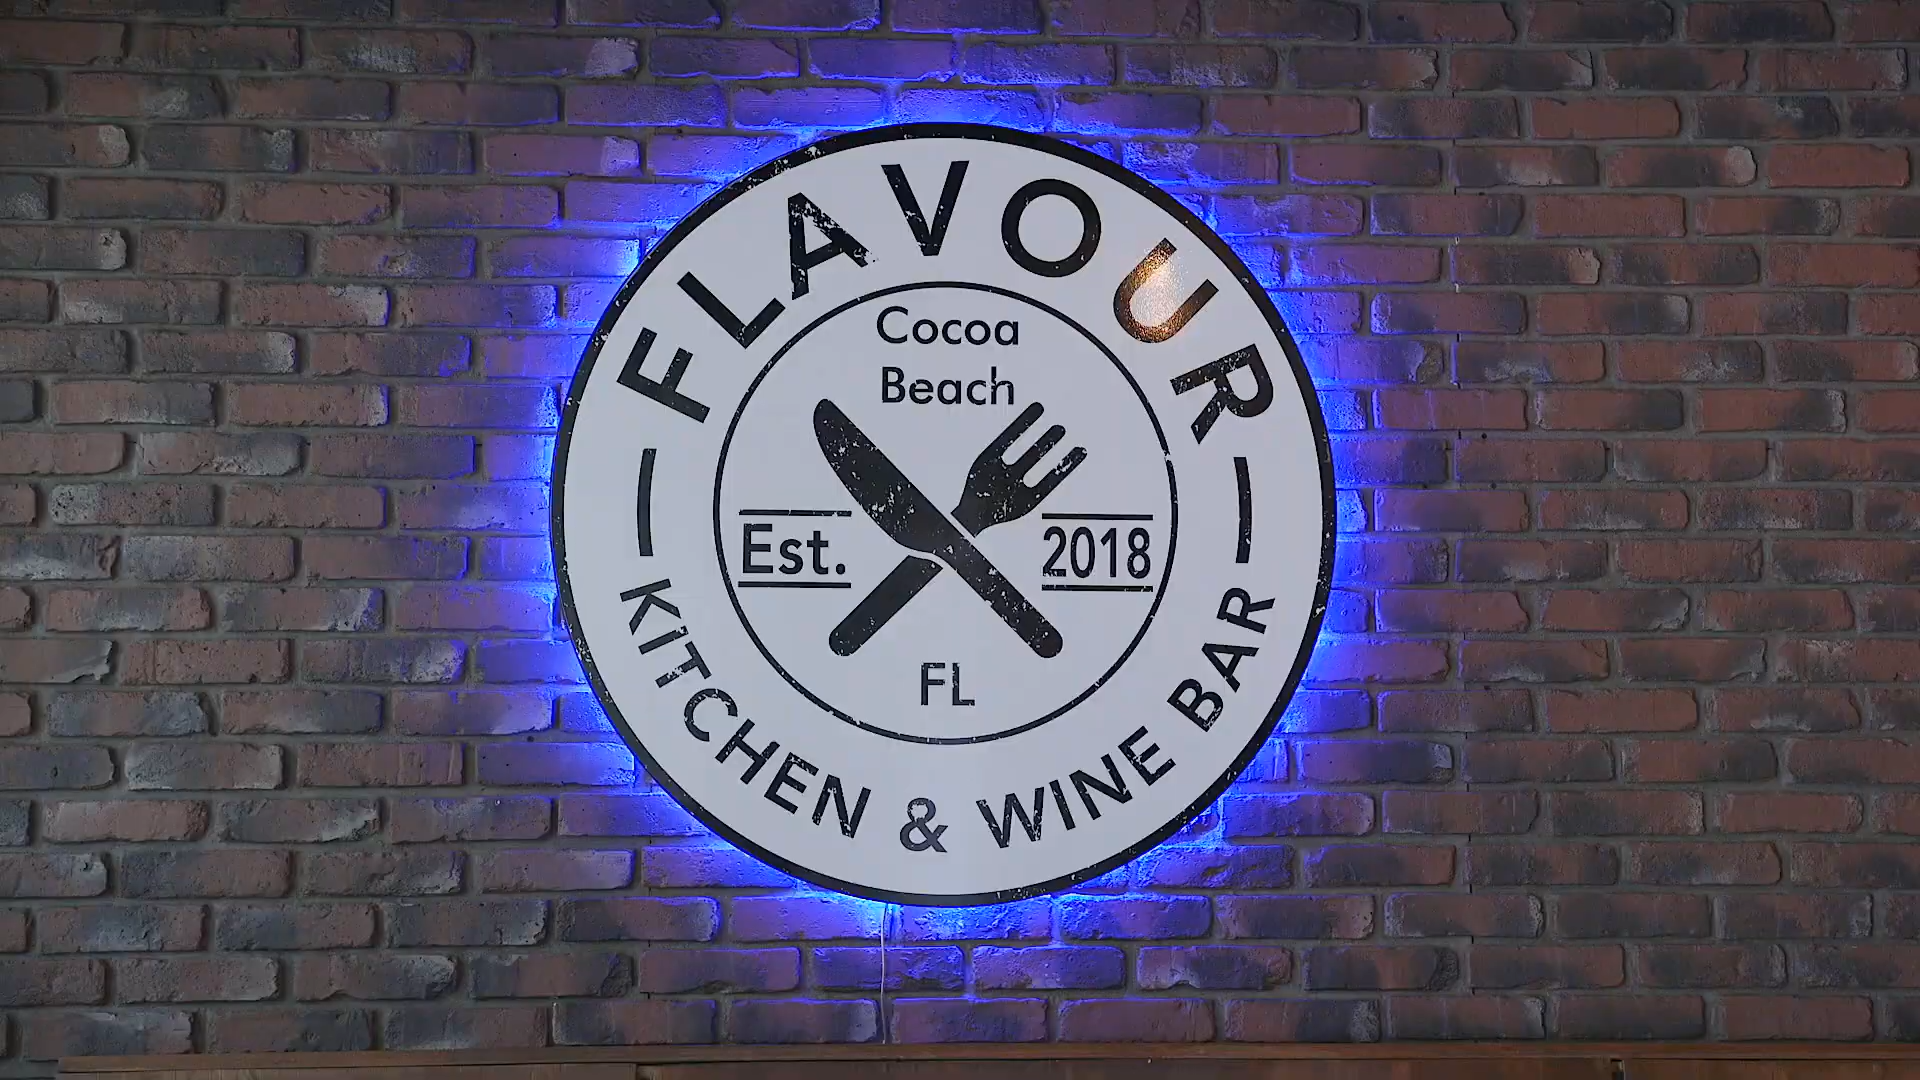 FLAVOUR
Cocoa
Beach
Est. 2018
FL
KITCHEN & WINE BAR